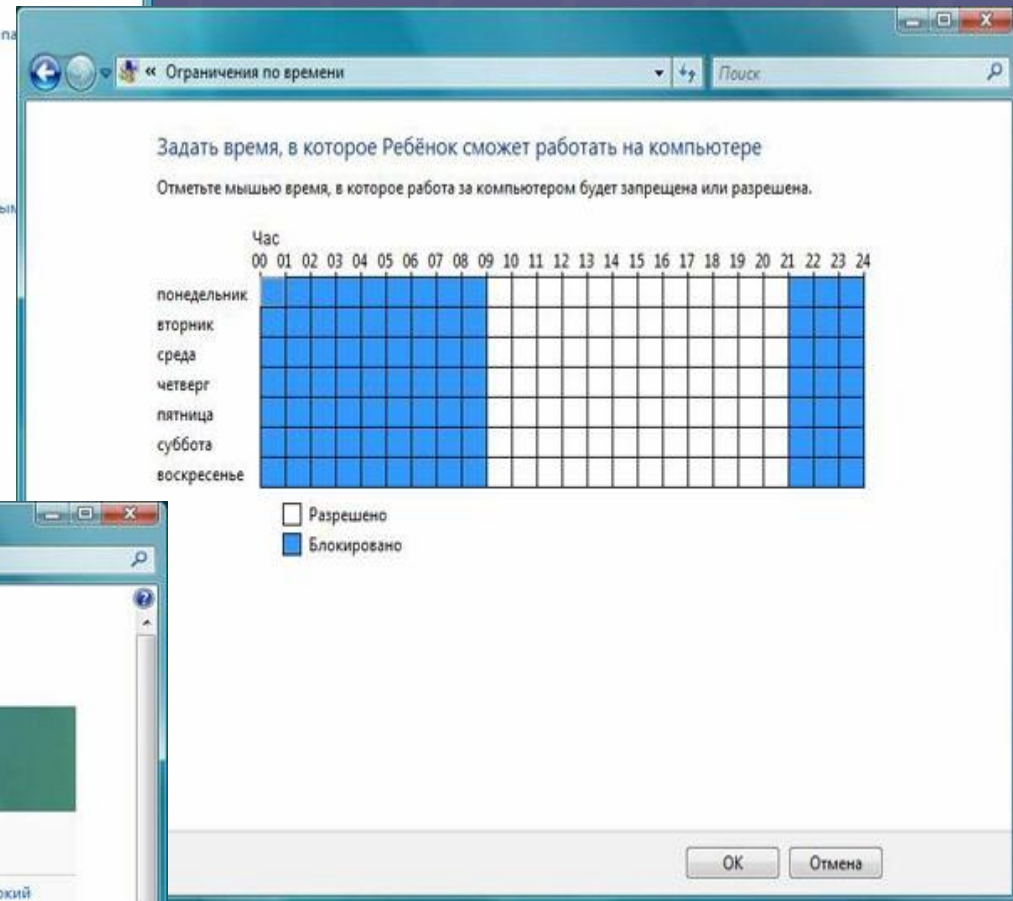 « Ограничения по времени
Поиск
Задать время, в которое Ребёнок сможет работать на компьютере
Отметьте мышью время, в которое работа за компьютером будет запрещена или разрешена.
Час
00 01 02 03 04 05 06 07 08 09 10 11 12 13 14 15 16 17 18 19 20 21 22 23 24
понедельник
вторник
среда
четверг
пятница
суббота
воскресенье
Разрешено
Блокировано
OK Отмена